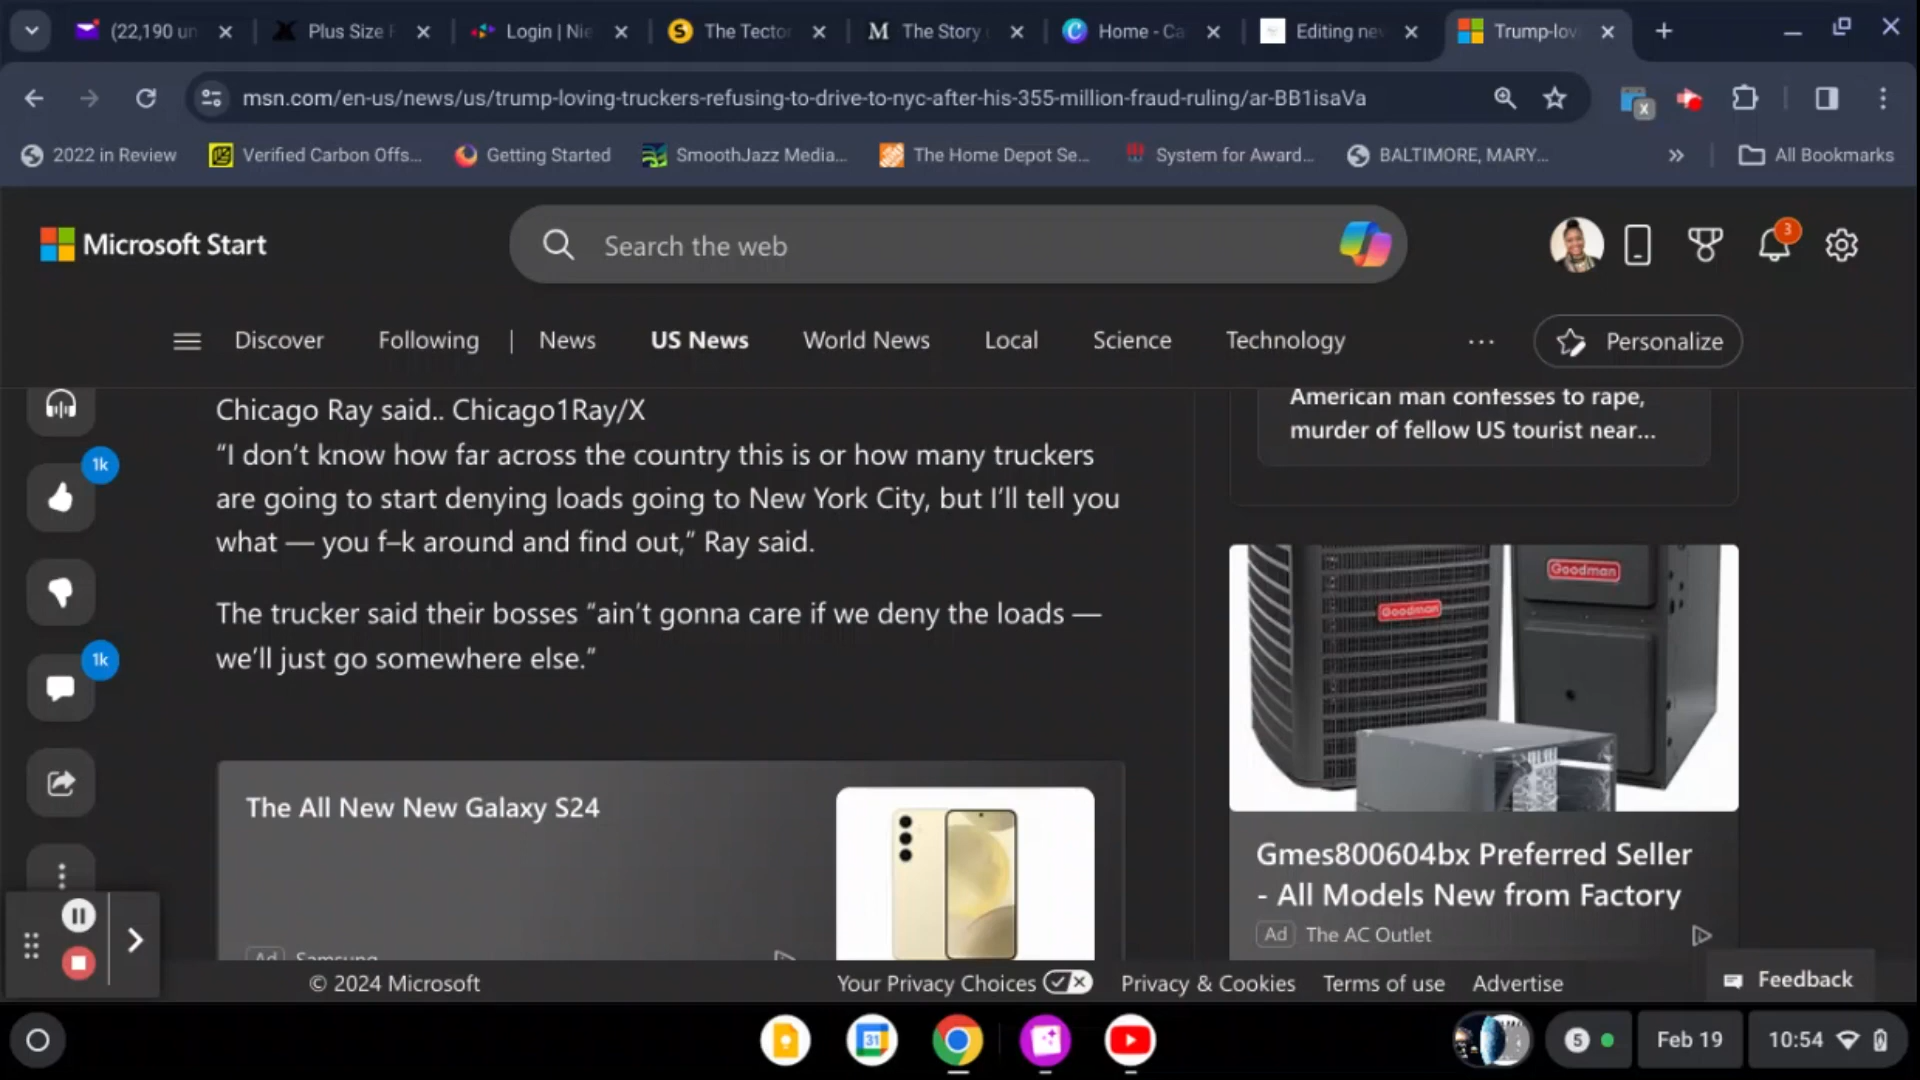 (22,190 un
Plus Size
Login | Nie
The Tector
The Story
Home - Ca
Editing ne
Trump-lov
msn.com/en-us/news/us/trump-loving-truckers-refusing-to-drive-to-nyc-after-his-355-million-fraud-ruling/ar-BB1isaVa
2022 in Review
Verified Carbon Offs...
Getting Started
SmoothJazz Media...
The Home Depot Se...
System for Award...
BALTIMORE, MARY...
All Bookmarks
Microsoft Start
Search the web
3
Discover
Following
News
US News
World News
Local
Science
Technology
Personalize
Chicago Ray said.. Chicago1Ray/X
“I don’t know how far across the country this is or how many truckers
are going to start denying loads going to New York City, but I’ll tell you
what — you f–k around and find out,” Ray said.
The trucker said their bosses “ain’t gonna care if we deny the loads —
we’ll just go somewhere else.”
1k
1k
American man confesses to rape,
murder of fellow US tourist near...
Goodman
Goodman
Gmes800604bx Preferred Seller
- All Models New from Factory
Ad The AC Outlet
The All New New Galaxy S24
Ad Samsung
© 2024 Microsoft
Your Privacy Choices
Privacy & Cookies
Terms of use
Advertise
Feedback
31
5
Feb 19
10:54